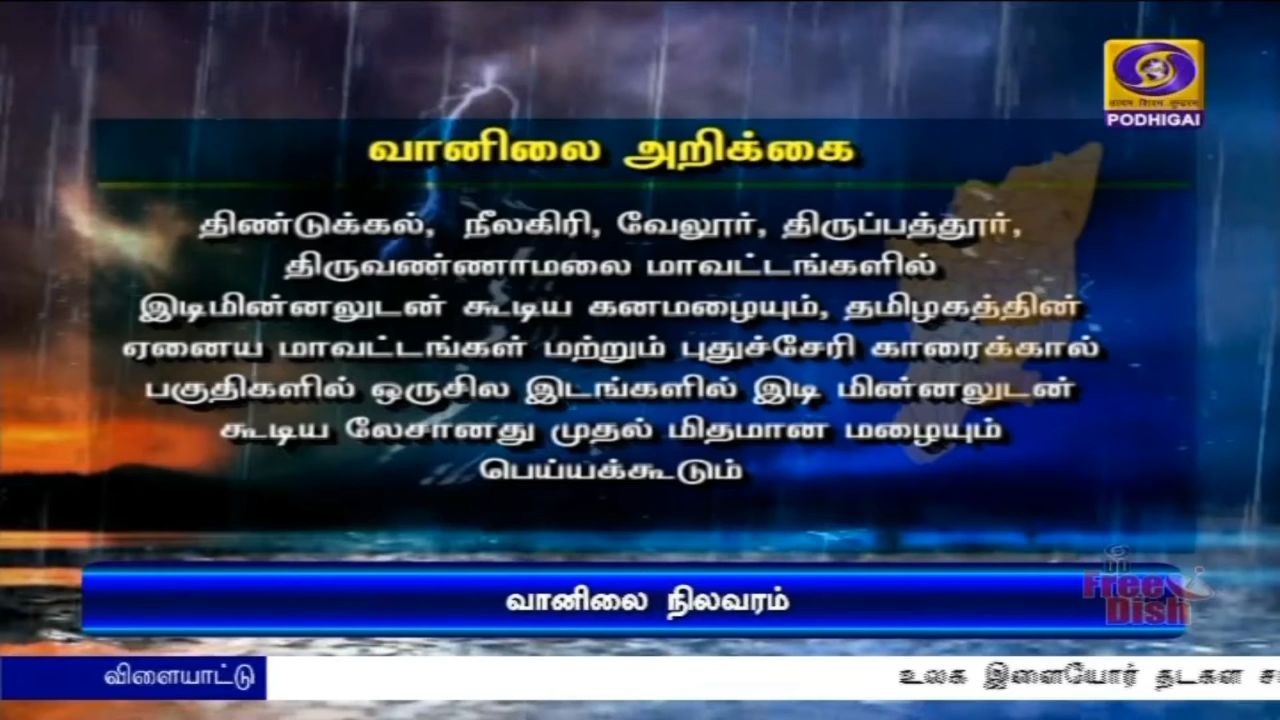 PODHIGAI
வானிலை அறிக்கை
திண்டுக்கல், நீலகிரி, வேலூர், திருப்பத்தூர்,
திருவண்ணாமலை மாவட்டங்களில்
இடிமின்னலுடன் கூடிய கனமழையும், தமிழகத்தின்
ஏனைய மாவட்டங்கள் மற்றும் புதுச்சேரி காரைக்கால்
பகுதிகளில் ஒருசில இடங்களில் இடி மின்னலுடன்
கூடிய லேசானது முதல் மிதமான மழையும்
பெய்யக்கூடும்
Free
Dish
வானிலை நிலவரம்
விளையாட்டு
உலக இளையோர் தடகள